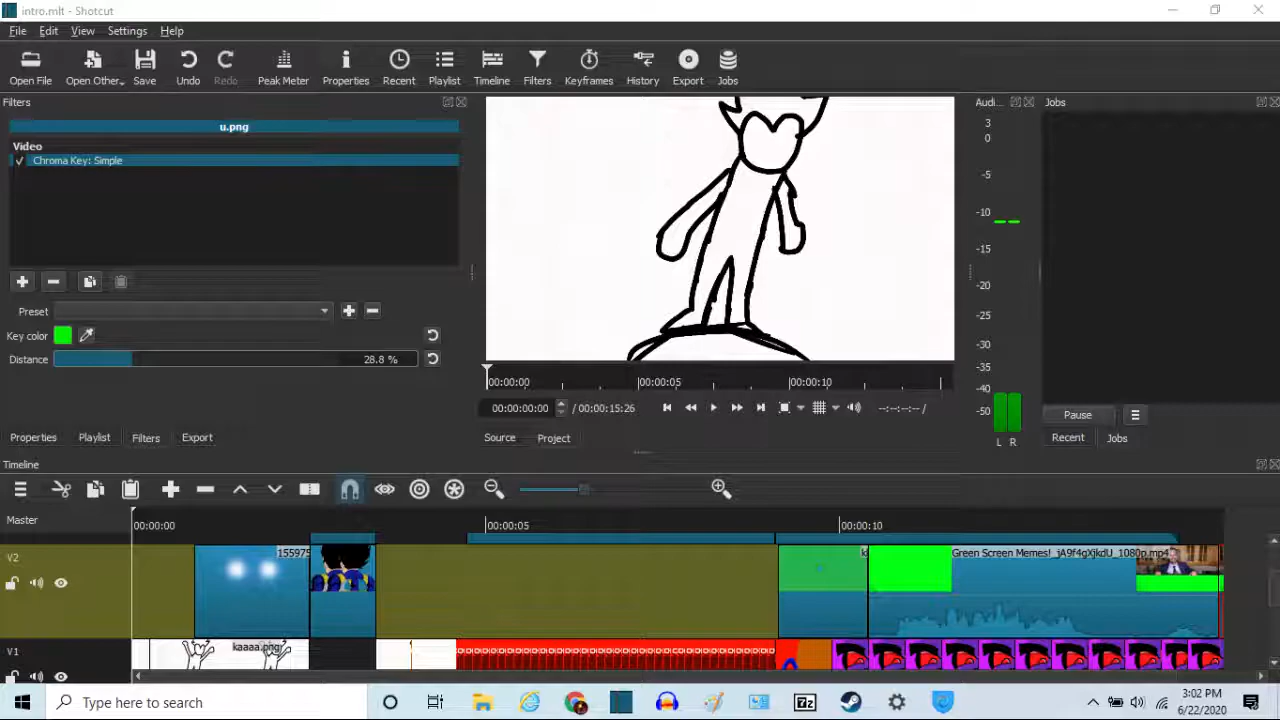 intro.mlt - Shotcut
File Edit View Settings Help
Open File Open Other... Save Undo Redo Peak Meter Properties Recent Playlist Timeline Filters Keyframes History Export Jobs
Filters
u.png
Video
Chroma Key: Simple
Preset
Key color
Distance 28.8 %
Properties Playlist Filters Export
00:00:00 00:00:05 00:00:10
00:00:00:00 / 00:00:15:26 --:--:--:-- /
Source Project
Audi...
3
0
-5
-10
-15
-20
-25
-30
-35
-40
-50
L R
Jobs
Pause
Recent Jobs
Timeline
Master
00:00:00 00:00:05 00:00:10
V2
155975
Green Screen Memes!_jA9f4gXjkdU_1080p.mp4
V1
kaaaa.png
Type here to search
7z
3:02 PM
6/22/2020